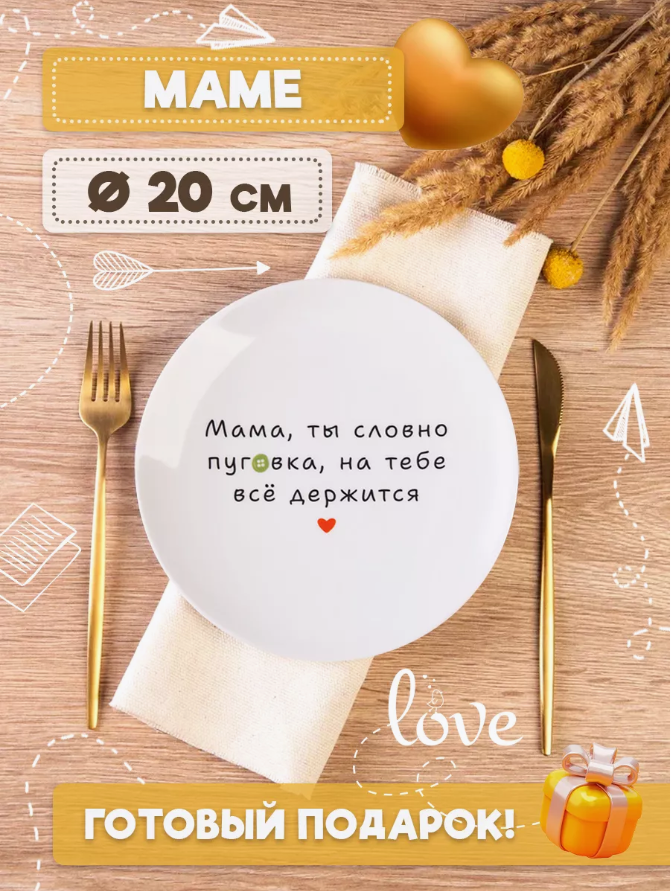 МАМЕ
Ø 20 см
Мама, ты словно
пуговка, на тебе
всё держится
love
ГОТОВЫЙ ПОДАРОК!